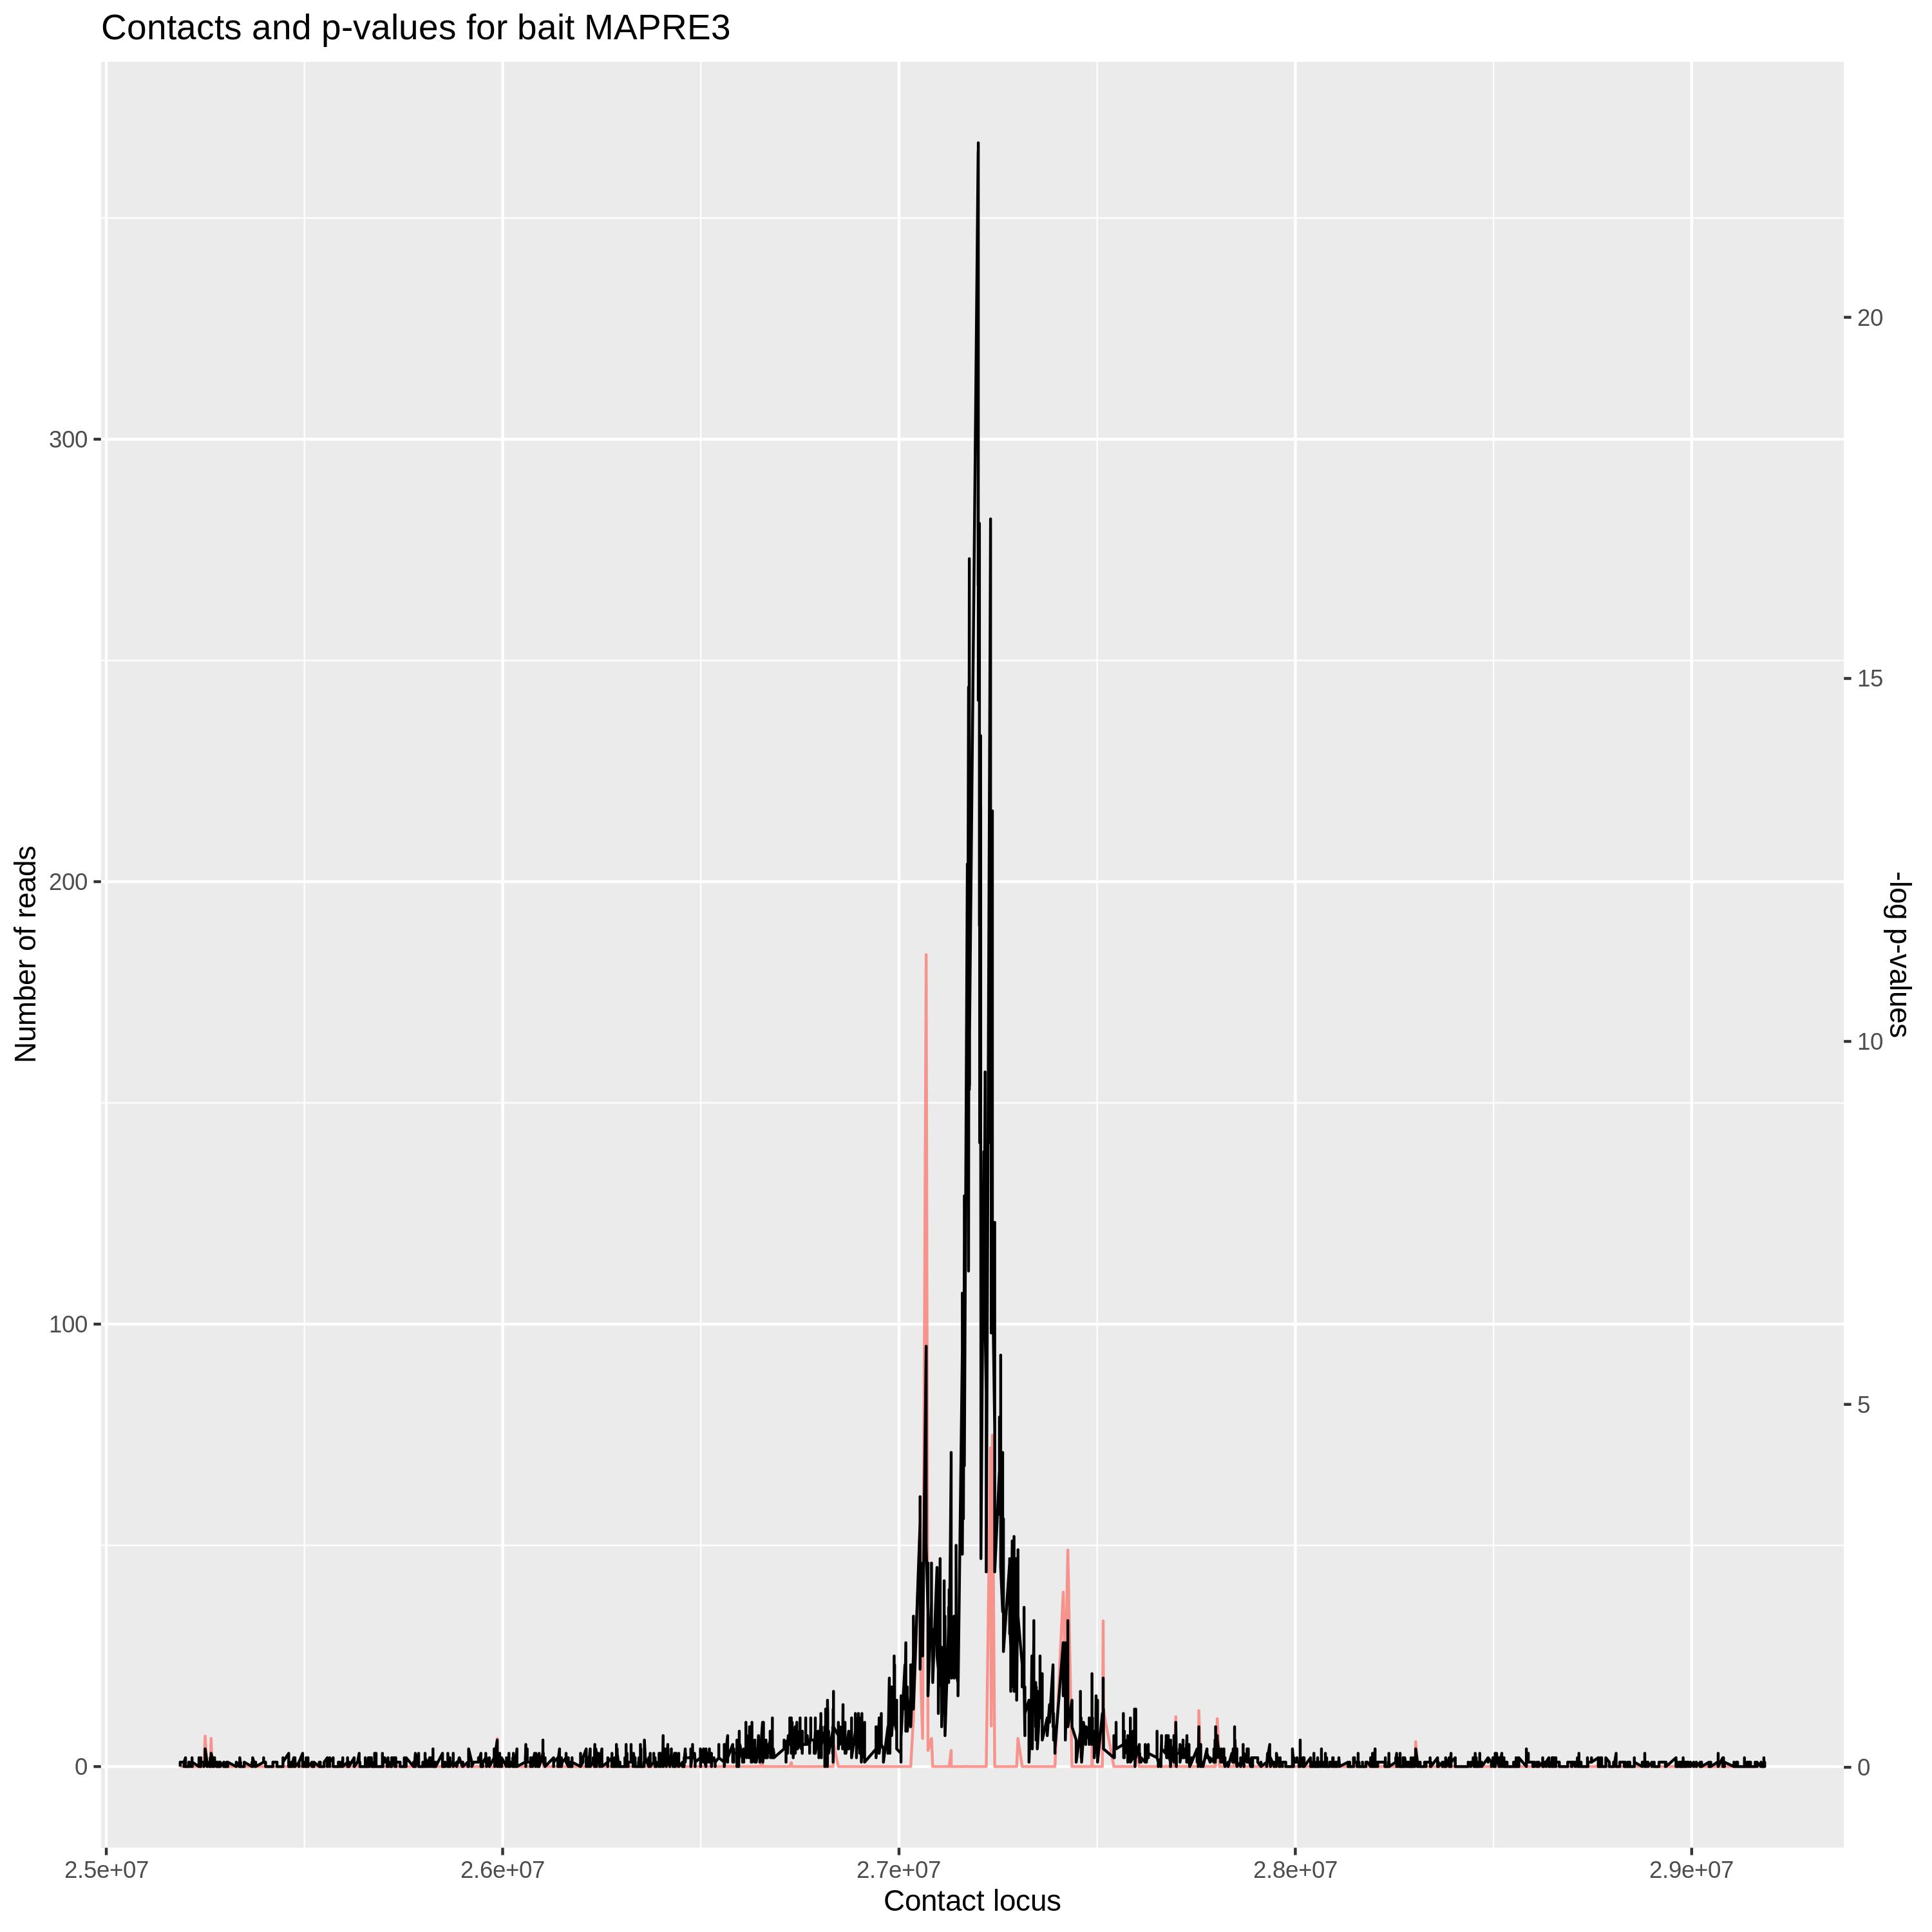 Contacts and p-values for bait MAPRE3
Number of reads
300
200
100
0
20
15
10
5
0
-log p-values
2.5e+07
2.6e+07
2.7e+07
2.8e+07
2.9e+07
Contact locus